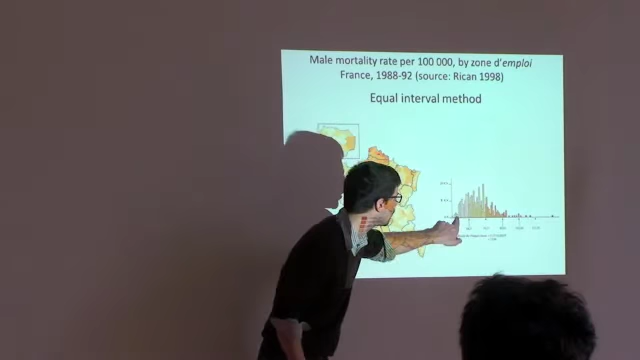 Male mortality rate per 100 000, by zone d'emploi
France, 1988-92 (source: Rican 1998)
Equal interval method